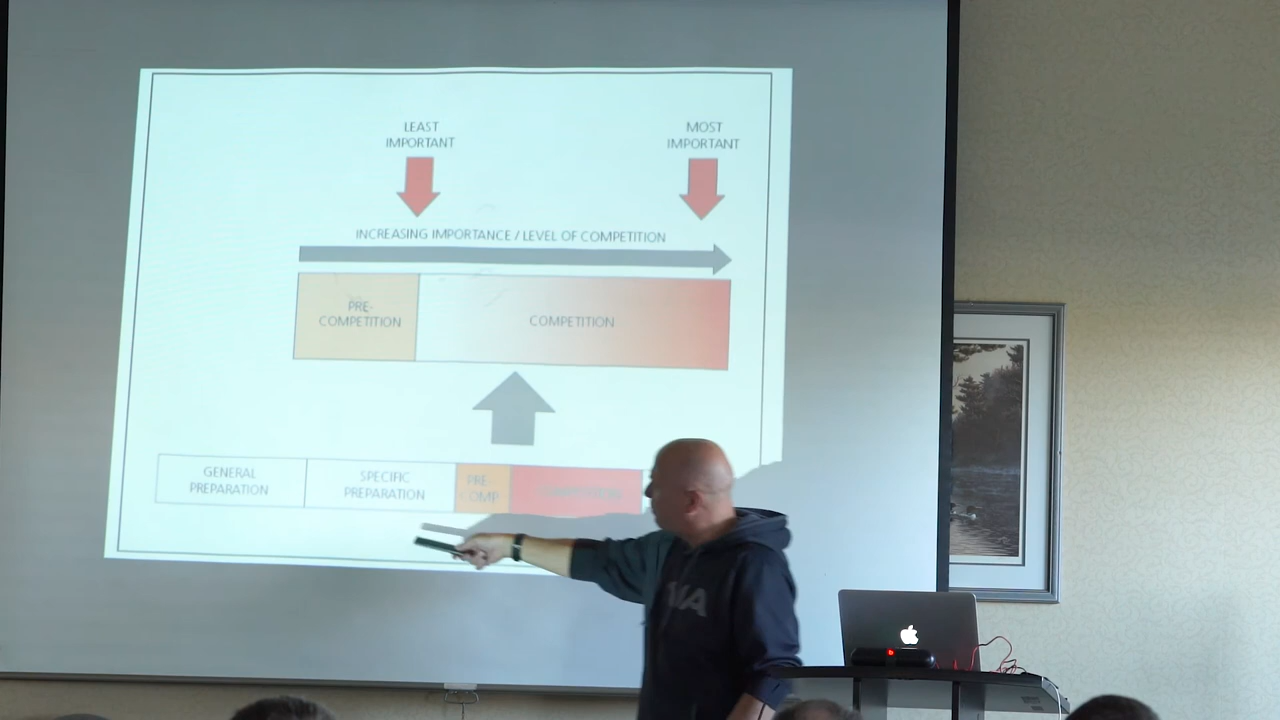 LEAST
IMPORTANT
MOST
IMPORTANT
INCREASING IMPORTANCE / LEVEL OF COMPETITION
PRE-
COMPETITION
COMPETITION
GENERAL
PREPARATION
SPECIFIC
PREPARATION
PRE-
COMP
COMPETITION